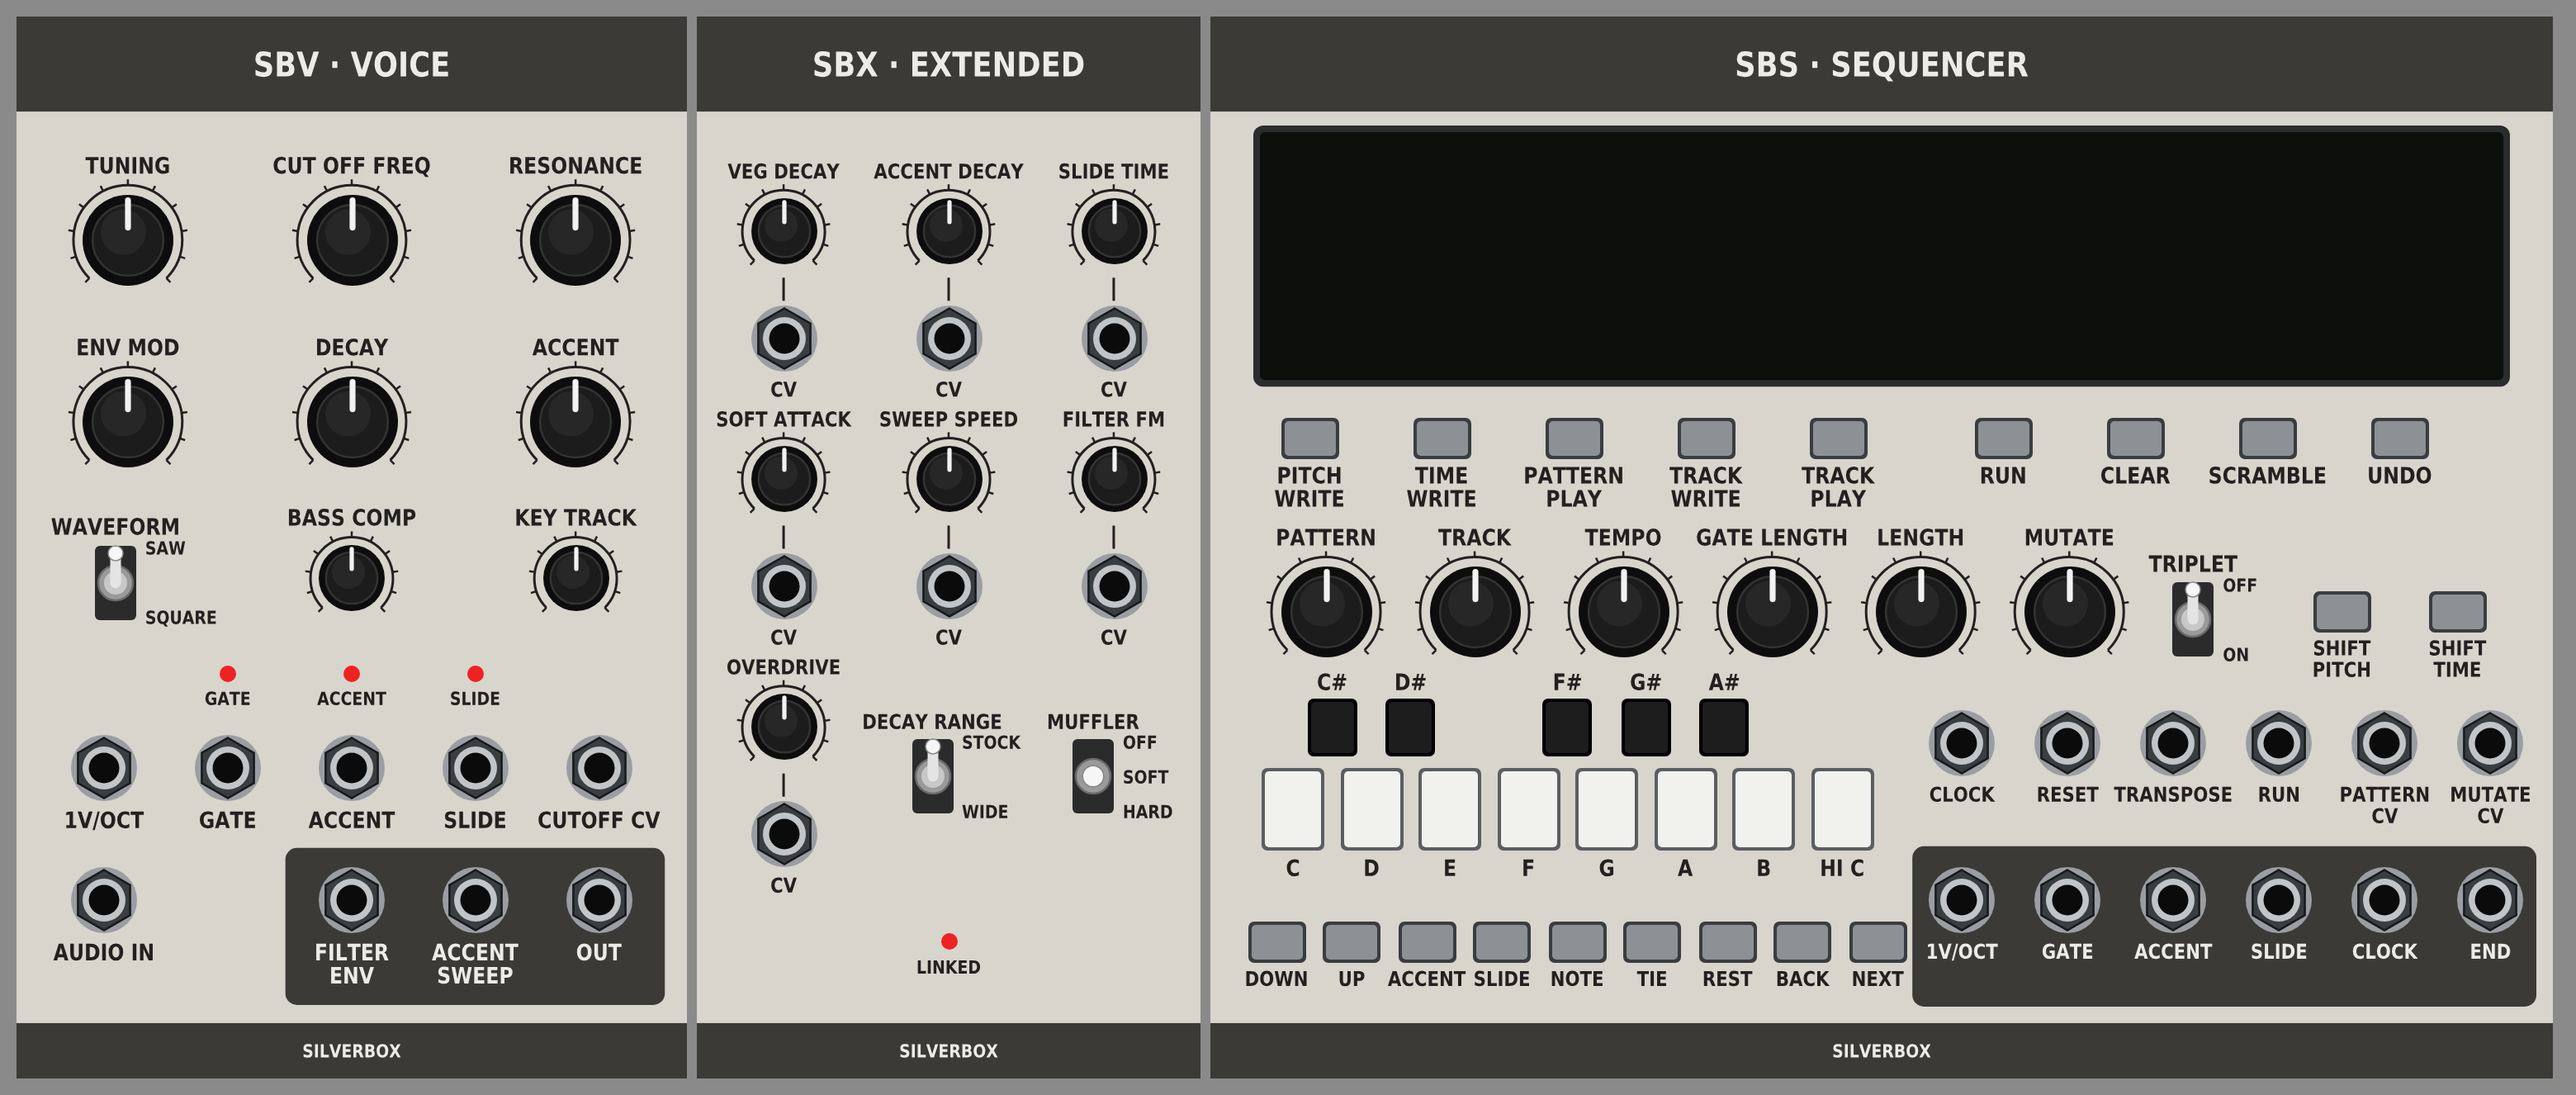 SBV · VOICE
TUNING
CUT OFF FREQ
RESONANCE
ENV MOD
DECAY
ACCENT
WAVEFORM
SAW
SQUARE
BASS COMP
KEY TRACK
GATE
ACCENT
SLIDE
1V/OCT
GATE
ACCENT
SLIDE
CUTOFF CV
AUDIO IN
FILTER
ENV
ACCENT
SWEEP
OUT
SILVERBOX
SBX · EXTENDED
VEG DECAY
ACCENT DECAY
SLIDE TIME
CV
CV
CV
SOFT ATTACK
SWEEP SPEED
FILTER FM
CV
CV
CV
OVERDRIVE
DECAY RANGE
STOCK
WIDE
MUFFLER
OFF
SOFT
HARD
CV
LINKED
SILVERBOX
SBS · SEQUENCER
PITCH
WRITE
TIME
WRITE
PATTERN
PLAY
TRACK
WRITE
TRACK
PLAY
RUN
CLEAR
SCRAMBLE
UNDO
PATTERN
TRACK
TEMPO
GATE LENGTH
LENGTH
MUTATE
TRIPLET
OFF
ON
SHIFT
PITCH
SHIFT
TIME
C#
D#
F#
G#
A#
C
D
E
F
G
A
B
HI C
CLOCK
RESET
TRANSPOSE
RUN
PATTERN
CV
MUTATE
CV
DOWN
UP
ACCENT
SLIDE
NOTE
TIE
REST
BACK
NEXT
1V/OCT
GATE
ACCENT
SLIDE
CLOCK
END
SILVERBOX